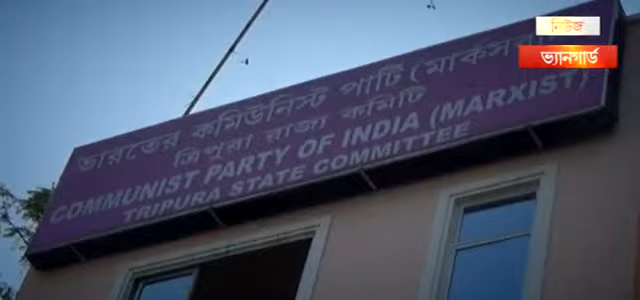 নিউজ
ভ্যানগার্ড
ভারতের কমিউনিস্ট পার্টি (মার্কসবাদী)
ত্রিপুরা রাজ্য কমিটি
COMMUNIST PARTY OF INDIA (MARXIST)
TRIPURA STATE COMMITTEE